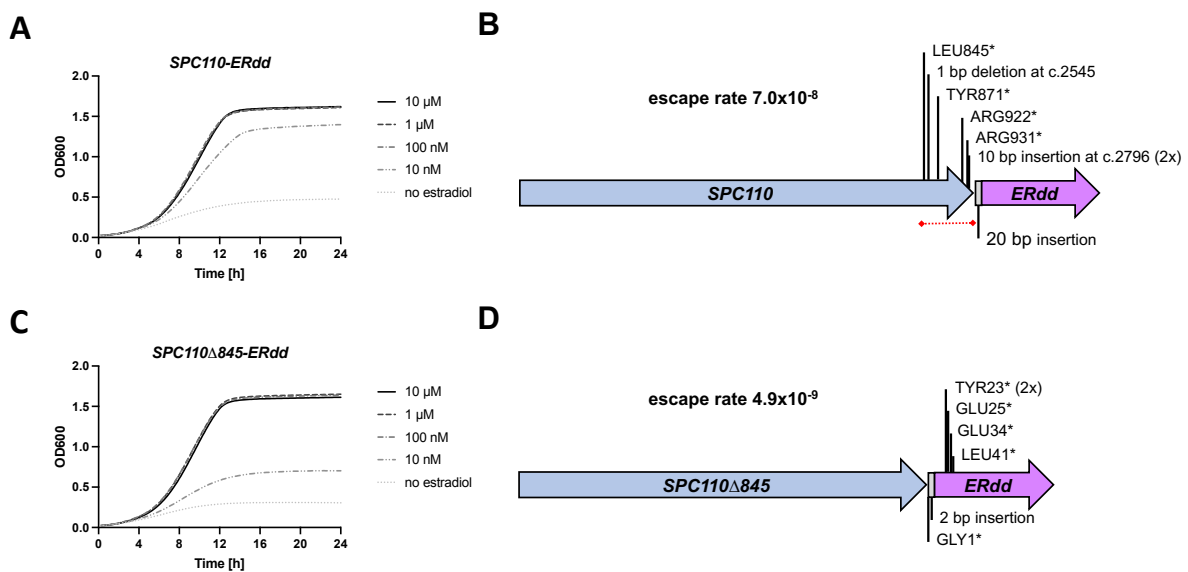 A
SPC110-ERdd
OD600
2.0
1.5
1.0
0.5
0.0
0 4 8 12 16 20 24
Time [h]
10 µM
1 µM
100 nM
10 nM
no estradiol
B
escape rate 7.0x10⁻⁸
LEU845*
1 bp deletion at c.2545
TYR871*
ARG922*
ARG931*
10 bp insertion at c.2796 (2x)
SPC110
ERdd
20 bp insertion
C
SPC110Δ845-ERdd
OD600
2.0
1.5
1.0
0.5
0.0
0 4 8 12 16 20 24
Time [h]
10 µM
1 µM
100 nM
10 nM
no estradiol
D
escape rate 4.9x10⁻⁹
TYR23* (2x)
GLU25*
GLU34*
LEU41*
SPC110Δ845
ERdd
2 bp insertion
GLY1*